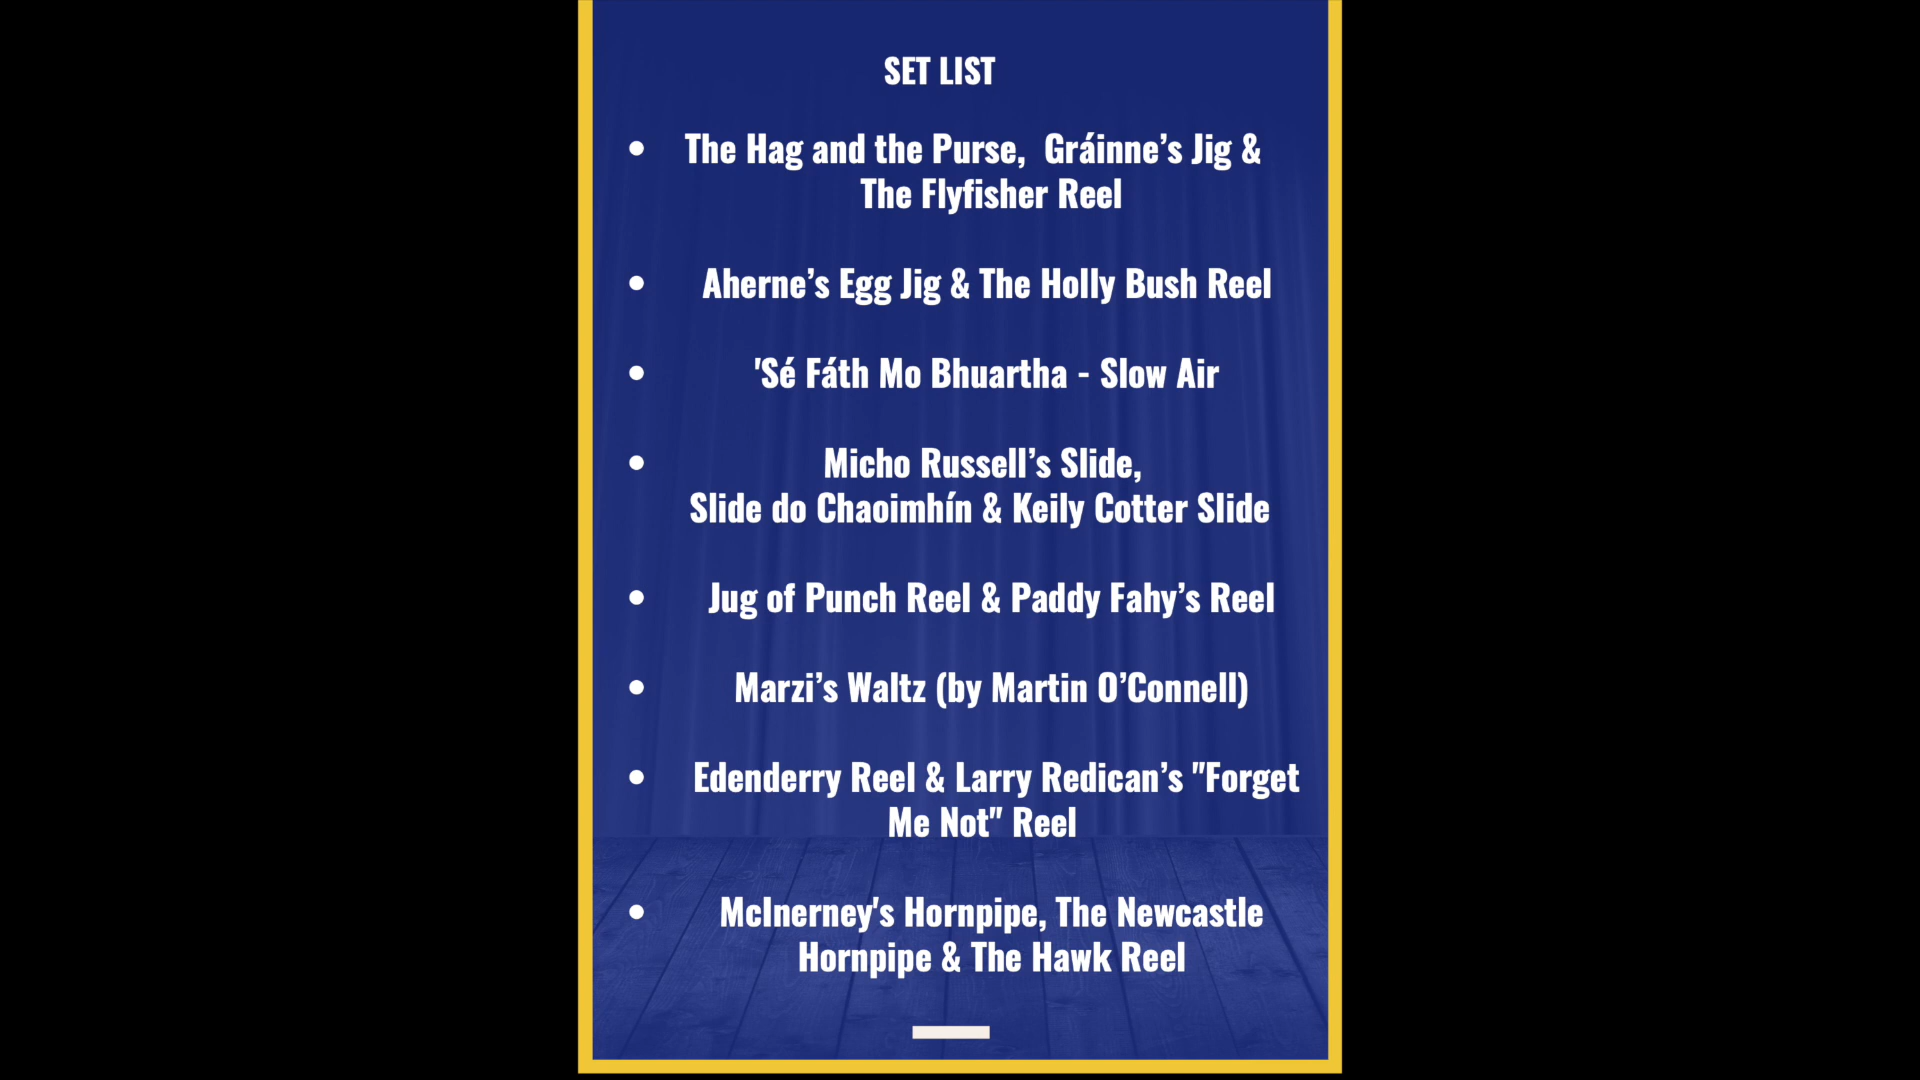 SET LIST
• The Hag and the Purse,  Gráinne’s Jig &
The Flyfisher Reel
• Aherne’s Egg Jig & The Holly Bush Reel
• 'Sé Fáth Mo Bhuartha - Slow Air
• Micho Russell’s Slide,
Slide do Chaoimhín & Keily Cotter Slide
• Jug of Punch Reel & Paddy Fahy’s Reel
• Marzi’s Waltz (by Martin O’Connell)
• Edenderry Reel & Larry Redican’s "Forget
Me Not" Reel
• McInerney's Hornpipe, The Newcastle
Hornpipe & The Hawk Reel